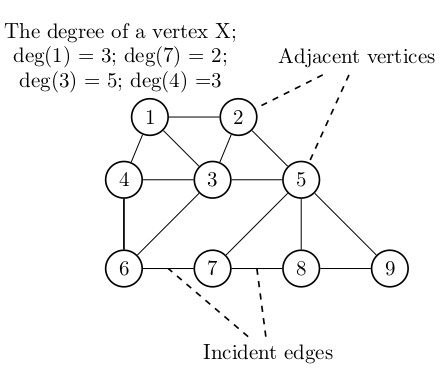 The degree of a vertex X;
deg(1) = 3; deg(7) = 2;
deg(3) = 5; deg(4) =3
Adjacent vertices
1
2
4
3
5
6
7
8
9
Incident edges